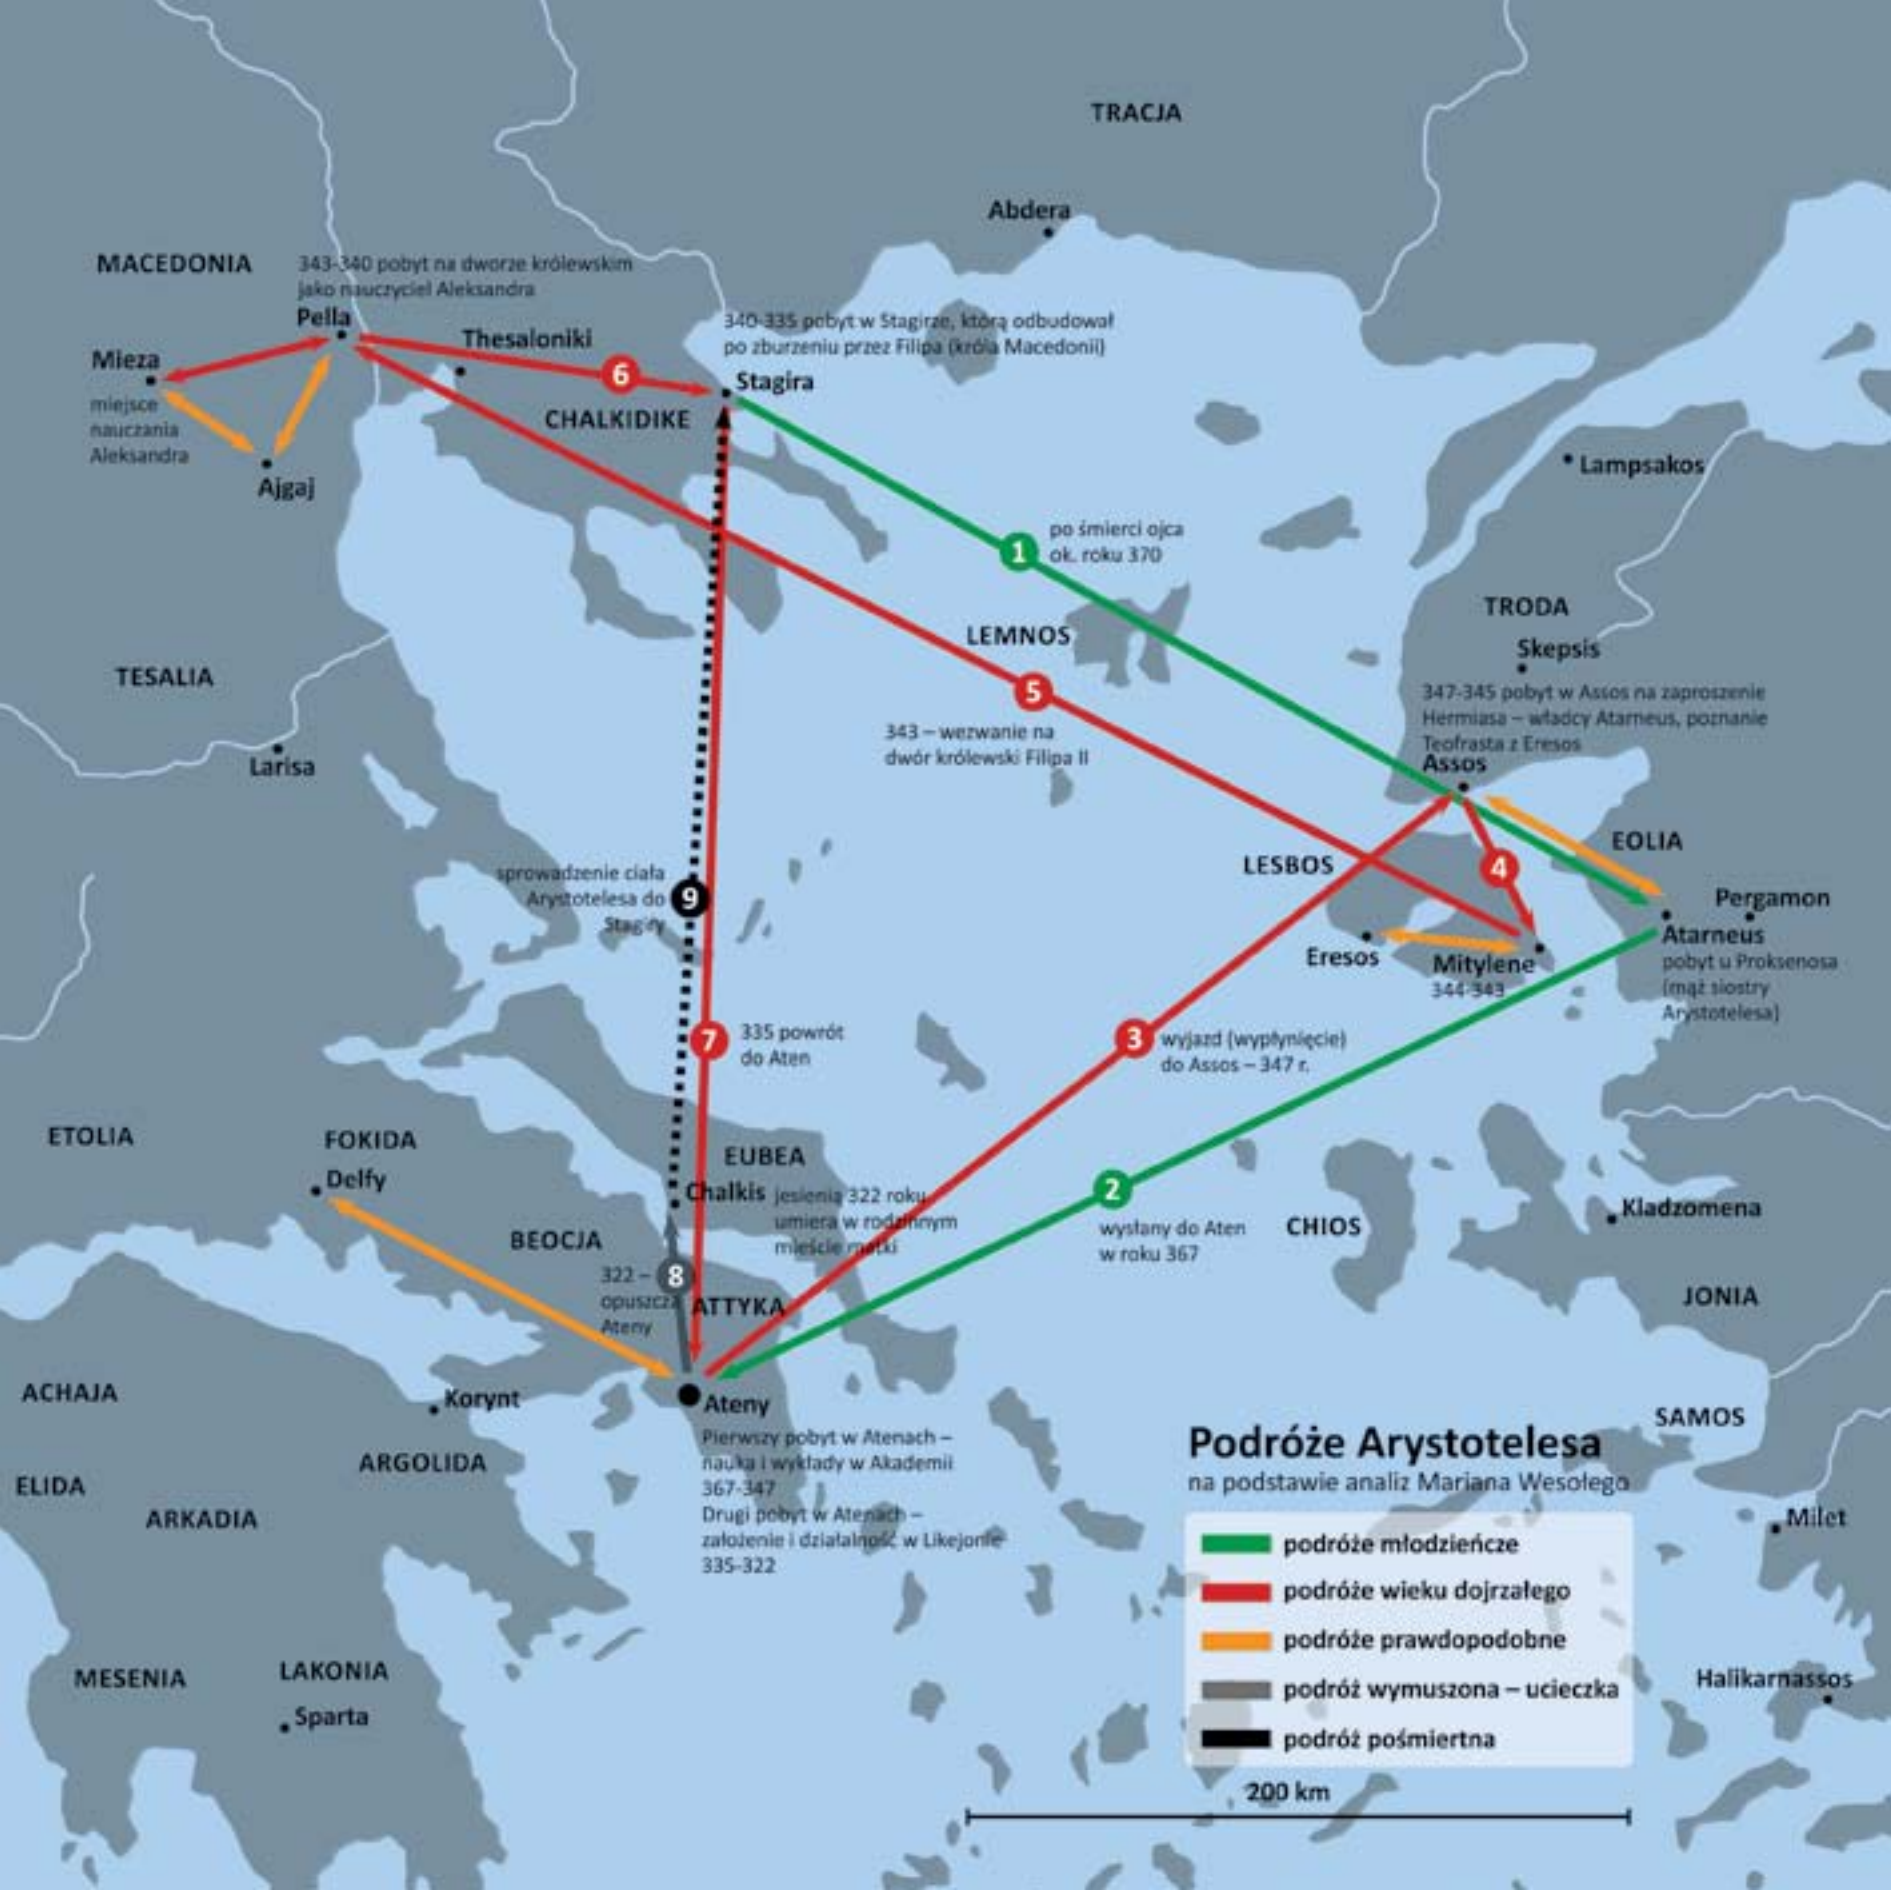 TRACJA
Abdera
MACEDONIA
343-340 pobyt na dworze królewskim
jako nauczyciel Aleksandra
Pella
Thesaloniki
340-335 pobyt w Stagirze, którą odbudował
po zburzeniu przez Filipa (króla Macedonii)
Mieza
6
Stagira
miejsce
nauczania
Aleksandra
CHALKIDIKE
Ajgaj
Lampsakos
1
po śmierci ojca
ok. roku 370
TRODA
LEMNOS
Skepsis
TESALIA
5
347-345 pobyt w Assos na zaproszenie
Hermiasa – władcy Atarneus, poznanie
Teofrasta z Eresos
Assos
343 – wezwanie na
dwór królewski Filipa II
Larisa
EOLIA
LESBOS
4
sprowadzenie ciała
Arystotelesa do
Stagiry
9
Pergamon
Atarneus
pobyt u Proksenosa
(mąż siostry
Arystotelesa)
Eresos
Mitylene
344-343
7
335 powrót
do Aten
3
wyjazd (wypłynięcie)
do Assos – 347 r.
ETOLIA
FOKIDA
Delfy
EUBEA
Chalkis
jesienią 322 roku
umiera w rodzinnym
mieście matki
2
wysłany do Aten
w roku 367
CHIOS
Kladzomena
BEOCJA
322 –
opuszcza
Ateny
8
ATTYKA
JONIA
ACHAJA
Korynt
Ateny
Pierwszy pobyt w Atenach –
nauka i wykłady w Akademii
367-347
Drugi pobyt w Atenach –
założenie i działalność w Likejonie
335-322
SAMOS
ARGOLIDA
ELIDA
ARKADIA
Podróże Arystotelesa
na podstawie analiz Mariana Wesołego
Milet
podróże młodzieńcze
podróże wieku dojrzałego
podróże prawdopodobne
podróż wymuszona – ucieczka
podróż pośmiertna
MESENIA
LAKONIA
Sparta
Halikarnassos
200 km